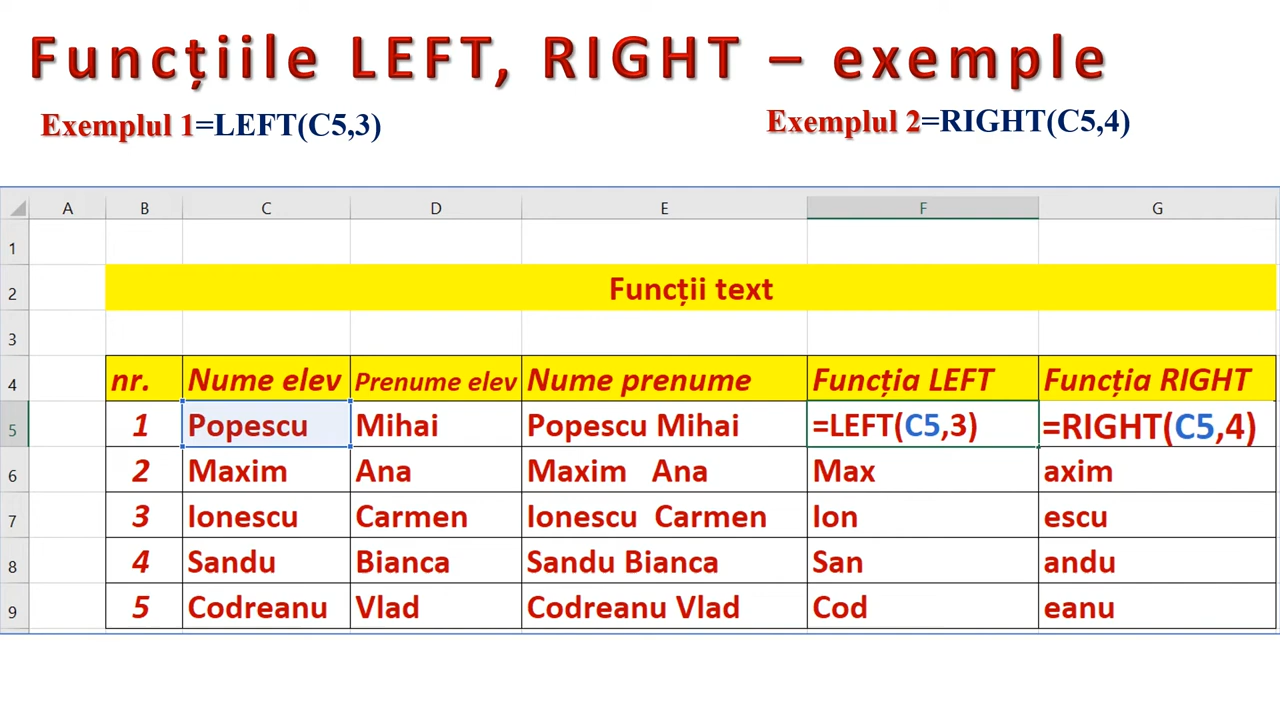 Funcțiile LEFT, RIGHT – exemple
Exemplul 1=LEFT(C5,3) Exemplul 2=RIGHT(C5,4)
A B C D E F G
1
2 Funcții text
3
4 nr. Nume elev Prenume elev Nume prenume Funcția LEFT Funcția RIGHT
5 1 Popescu Mihai Popescu Mihai =LEFT(C5,3) =RIGHT(C5,4)
6 2 Maxim Ana Maxim Ana Max axim
7 3 Ionescu Carmen Ionescu Carmen Ion escu
8 4 Sandu Bianca Sandu Bianca San andu
9 5 Codreanu Vlad Codreanu Vlad Cod eanu